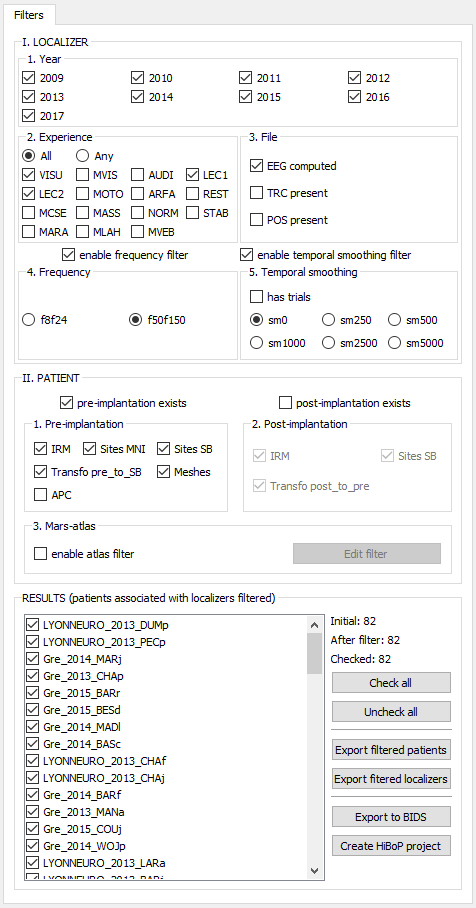 Filters
I. LOCALIZER
1. Year
2009 2010 2011 2012
2013 2014 2015 2016
2017
2. Experience
All Any
VISU MVIS AUDI LEC1
LEC2 MOTO ARFA REST
MCSE MASS NORM STAB
MARA MLAH MVEB
3. File
EEG computed
TRC present
POS present
enable frequency filter
enable temporal smoothing filter
4. Frequency
f8f24 f50f150
5. Temporal smoothing
has trials
sm0 sm250 sm500
sm1000 sm2500 sm5000
II. PATIENT
pre-implantation exists
post-implantation exists
1. Pre-implantation
IRM Sites MNI Sites SB
Transfo pre_to_SB Meshes
APC
2. Post-implantation
IRM Sites SB
Transfo post_to_pre
3. Mars-atlas
enable atlas filter
Edit filter
RESULTS (patients associated with localizers filtered)
LYONNEURO_2013_DUMp
LYONNEURO_2013_PECp
Gre_2014_MARj
Gre_2013_CHAp
Gre_2015_BARr
Gre_2015_BESd
Gre_2014_MADl
Gre_2014_BASc
LYONNEURO_2013_CHAf
LYONNEURO_2013_CHAj
Gre_2014_BARf
Gre_2013_MANa
Gre_2015_COUj
Gre_2014_WOJp
LYONNEURO_2013_LARa
Initial: 82
After filter: 82
Checked: 82
Check all
Uncheck all
Export filtered patients
Export fitered localizers
Export to BIDS
Create HiBoP project